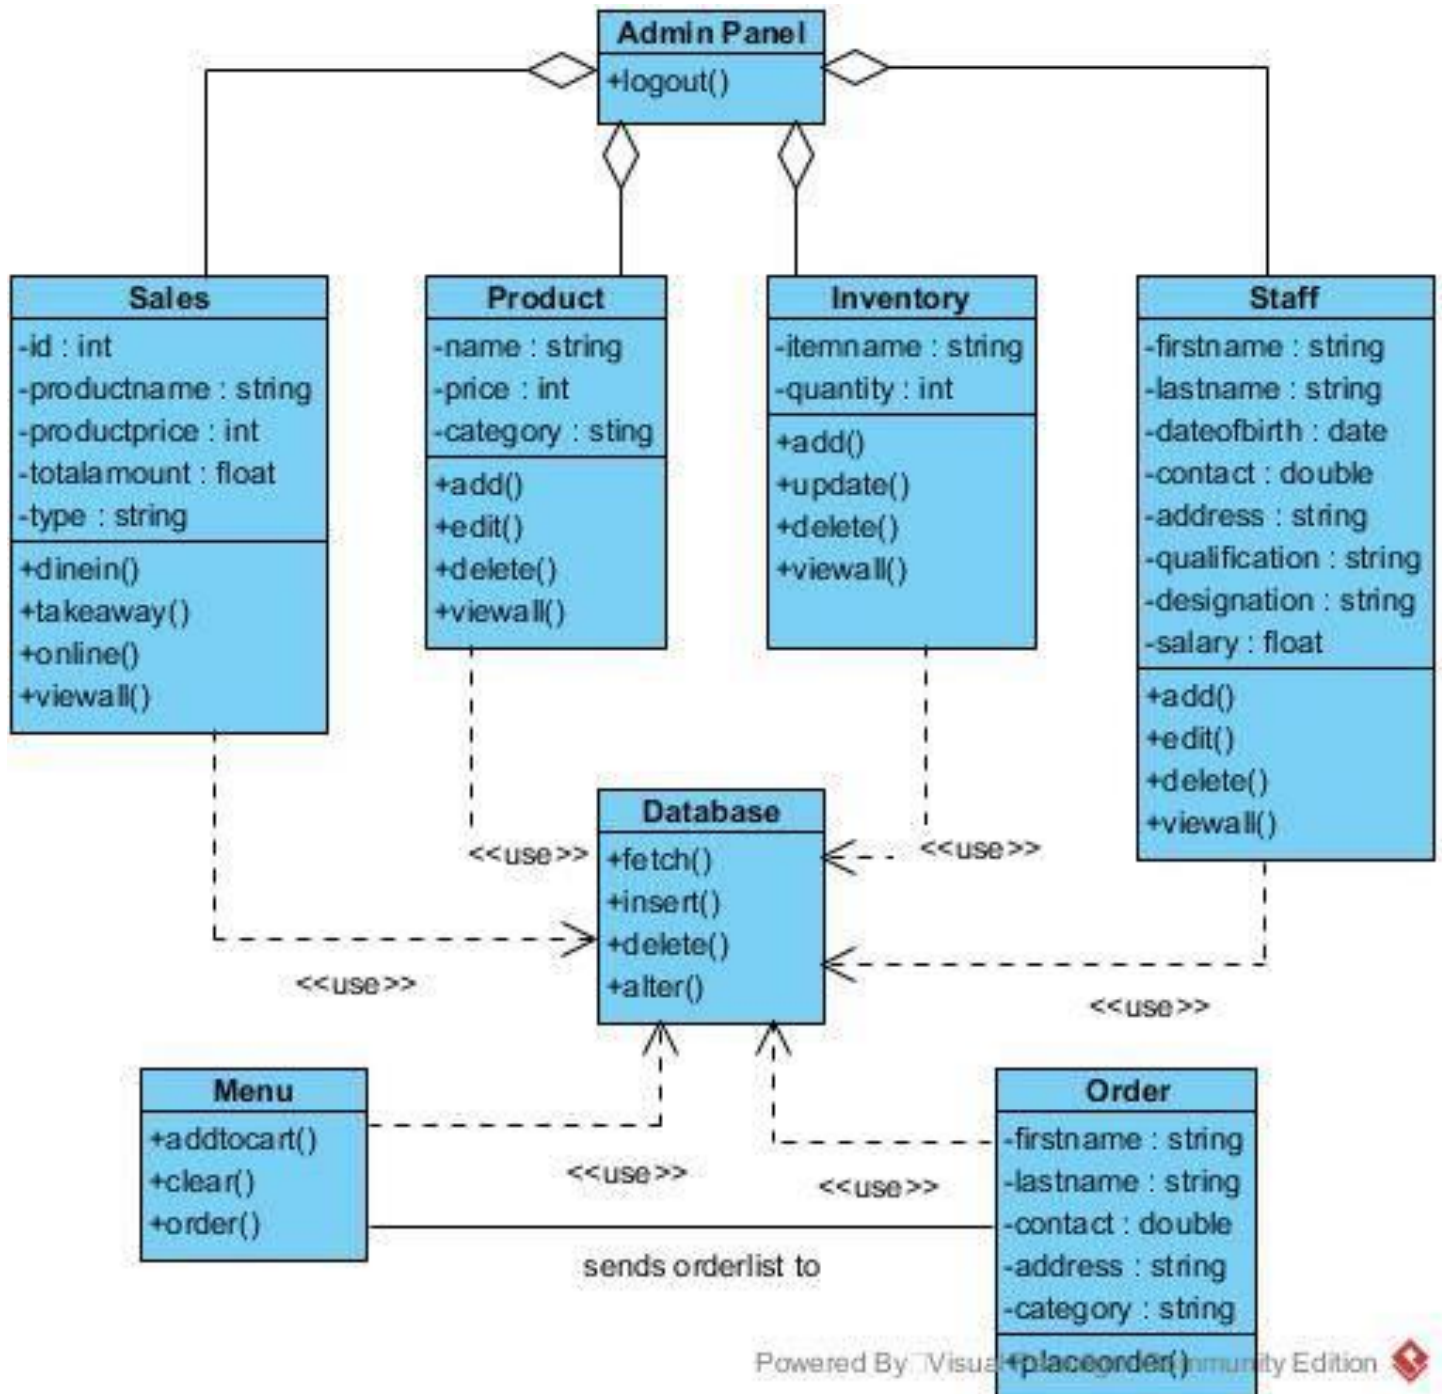 Admin Panel
+logout()
Sales
-id : int
-productname : string
-productprice : int
-totalamount : float
-type : string
+dinein()
+takeaway()
+online()
+viewall()
Product
-name : string
-price : int
-category : sting
+add()
+edit()
+delete()
+viewall()
Inventory
-itemname : string
-quantity : int
+add()
+update()
+delete()
+viewall()
Staff
-firstname : string
-lastname : string
-dateofbirth : date
-contact : double
-address : string
-qualification : string
-designation : string
-salary : float
+add()
+edit()
+delete()
+viewall()
<<use>>
<<use>>
<<use>>
<<use>>
Database
+fetch()
+insert()
+delete()
+alter()
Menu
+addtocart()
+clear()
+order()
<<use>>
<<use>>
sends orderlist to
Order
-firstname : string
-lastname : string
-contact : double
-address : string
-category : string
+placeorder()
Powered By Visual Community Edition